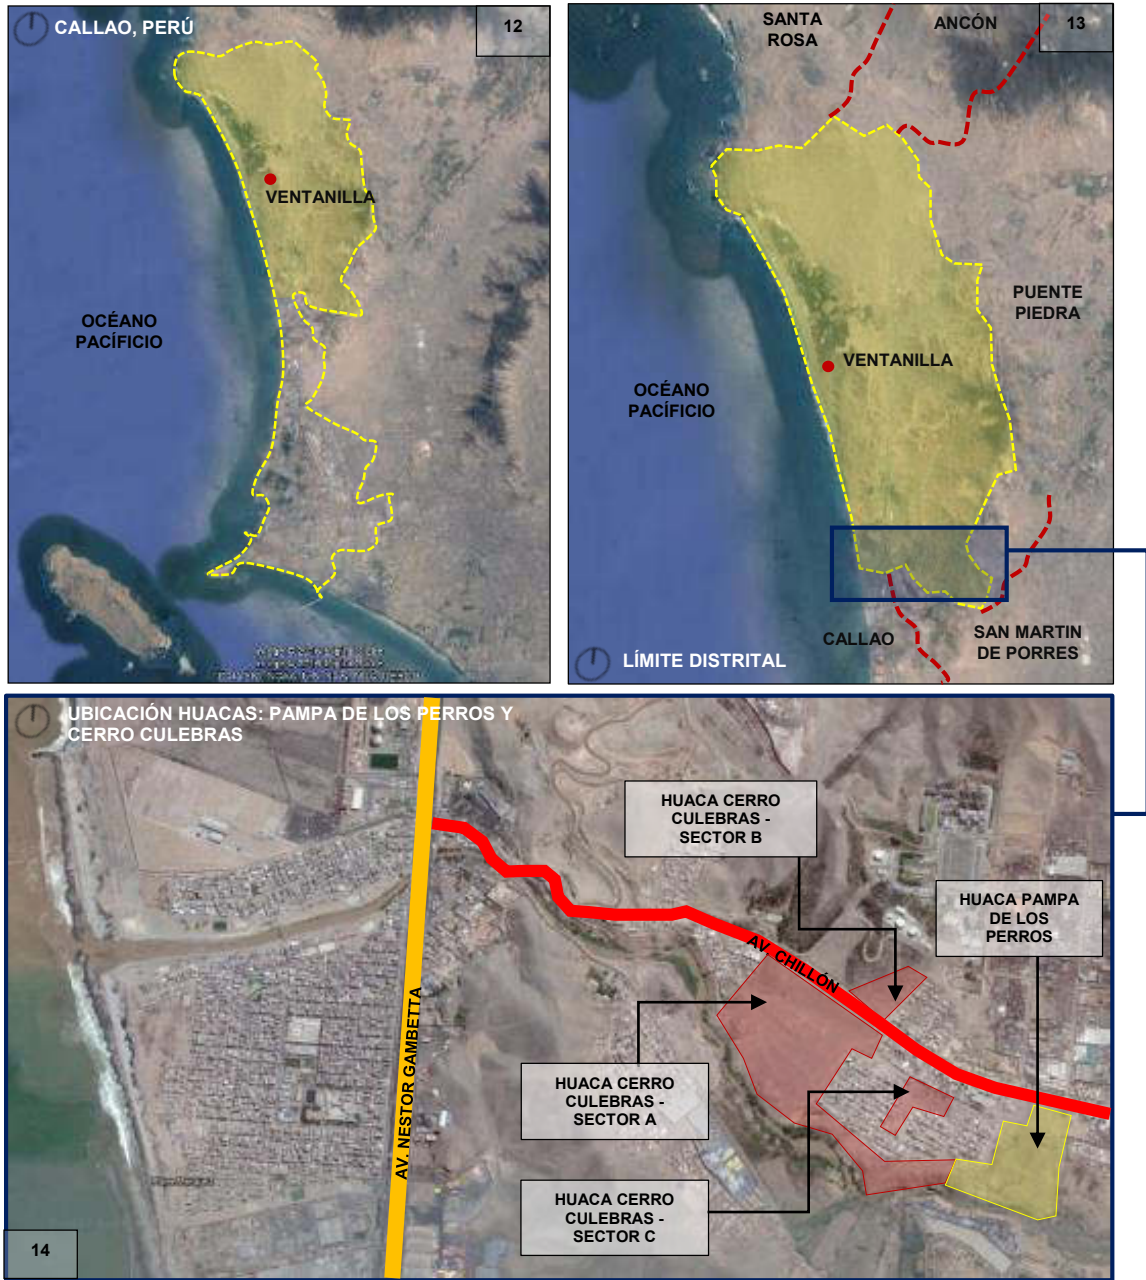 CALLAO, PERÚ
12
VENTANILLA
OCÉANO
PACÍFICIO
SANTA
ROSA
ANCÓN
13
PUENTE
PIEDRA
VENTANILLA
OCÉANO
PACÍFICIO
CALLAO
SAN MARTIN
DE PORRES
LÍMITE DISTRITAL
UBICACIÓN HUACAS: PAMPA DE LOS PERROS Y
CERRO CULEBRAS
HUACA CERRO
CULEBRAS -
SECTOR B
HUACA PAMPA
DE LOS
PERROS
AV. CHILLÓN
AV. NESTOR GAMBETTA
HUACA CERRO
CULEBRAS -
SECTOR A
HUACA CERRO
CULEBRAS -
SECTOR C
14